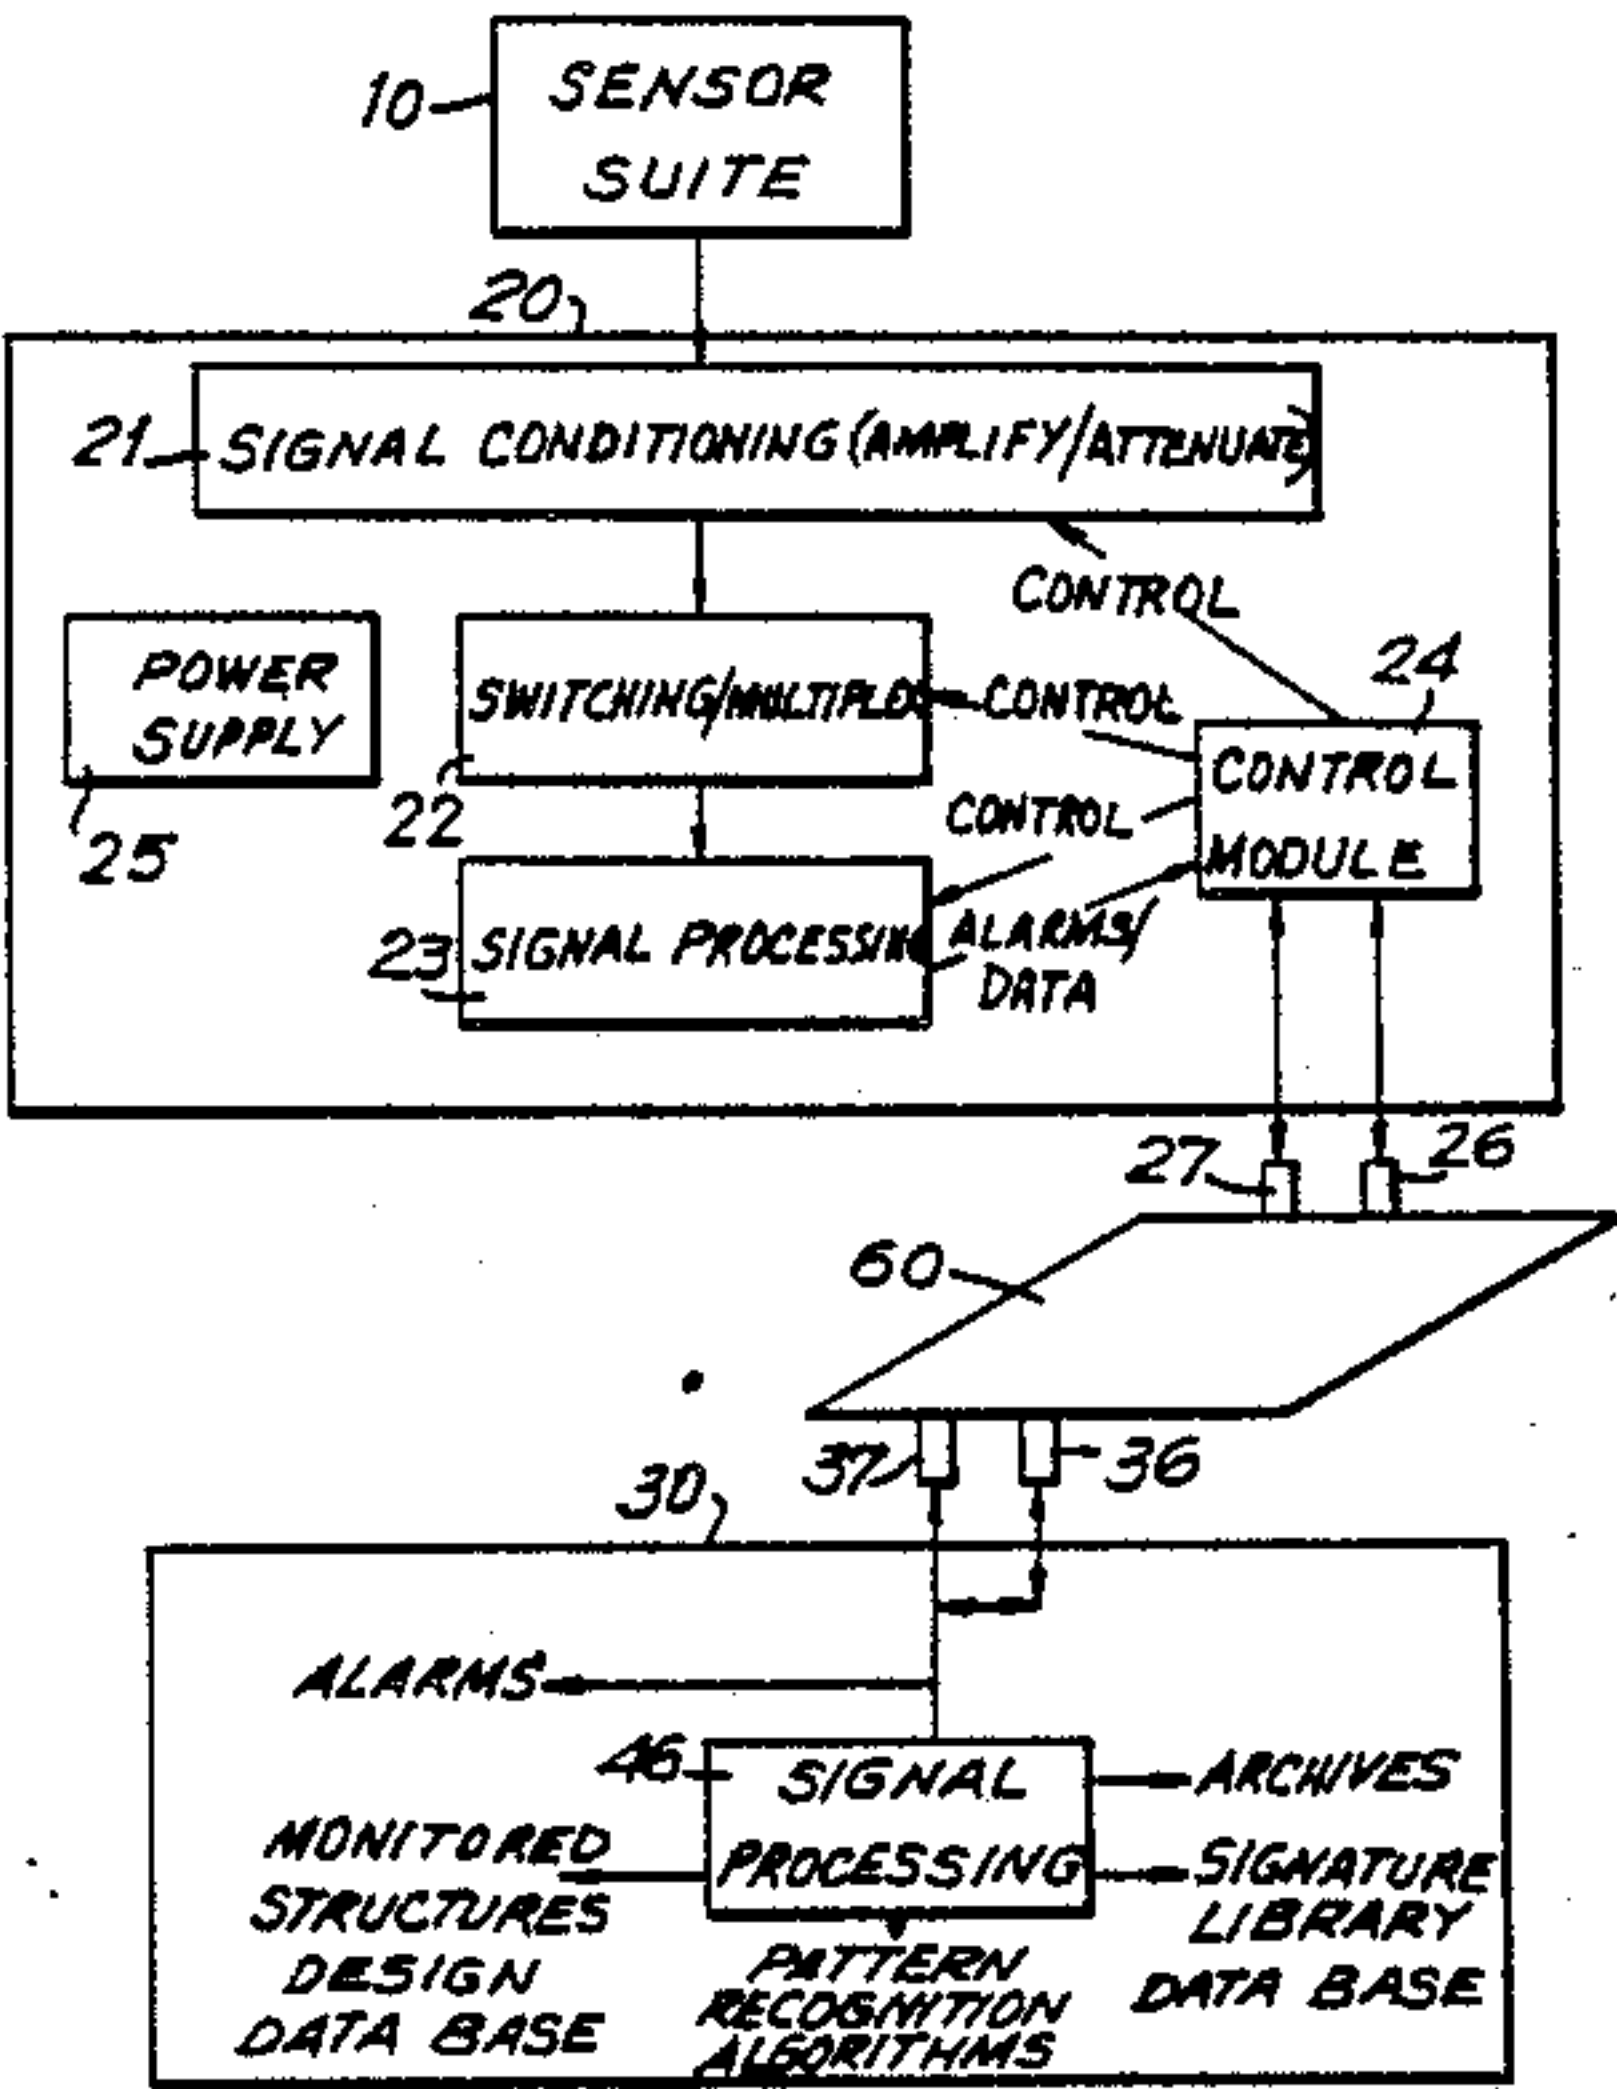 10
SENSOR
SUITE
20
21
SIGNAL CONDITIONING (AMPLIFY/ATTENUATE)
CONTROL
POWER
SUPPLY
25
SWITCHING/MULTIPLEX
22
CONTROL
24
CONTROL
MODULE
CONTROL
23
SIGNAL PROCESSING
ALARMS/
DATA
27
26
60
37
36
30
ALARMS
46
SIGNAL
PROCESSING
ARCHIVES
MONITORED
STRUCTURES
DESIGN
DATA BASE
PATTERN
RECOGNITION
ALGORITHMS
SIGNATURE
LIBRARY
DATA BASE